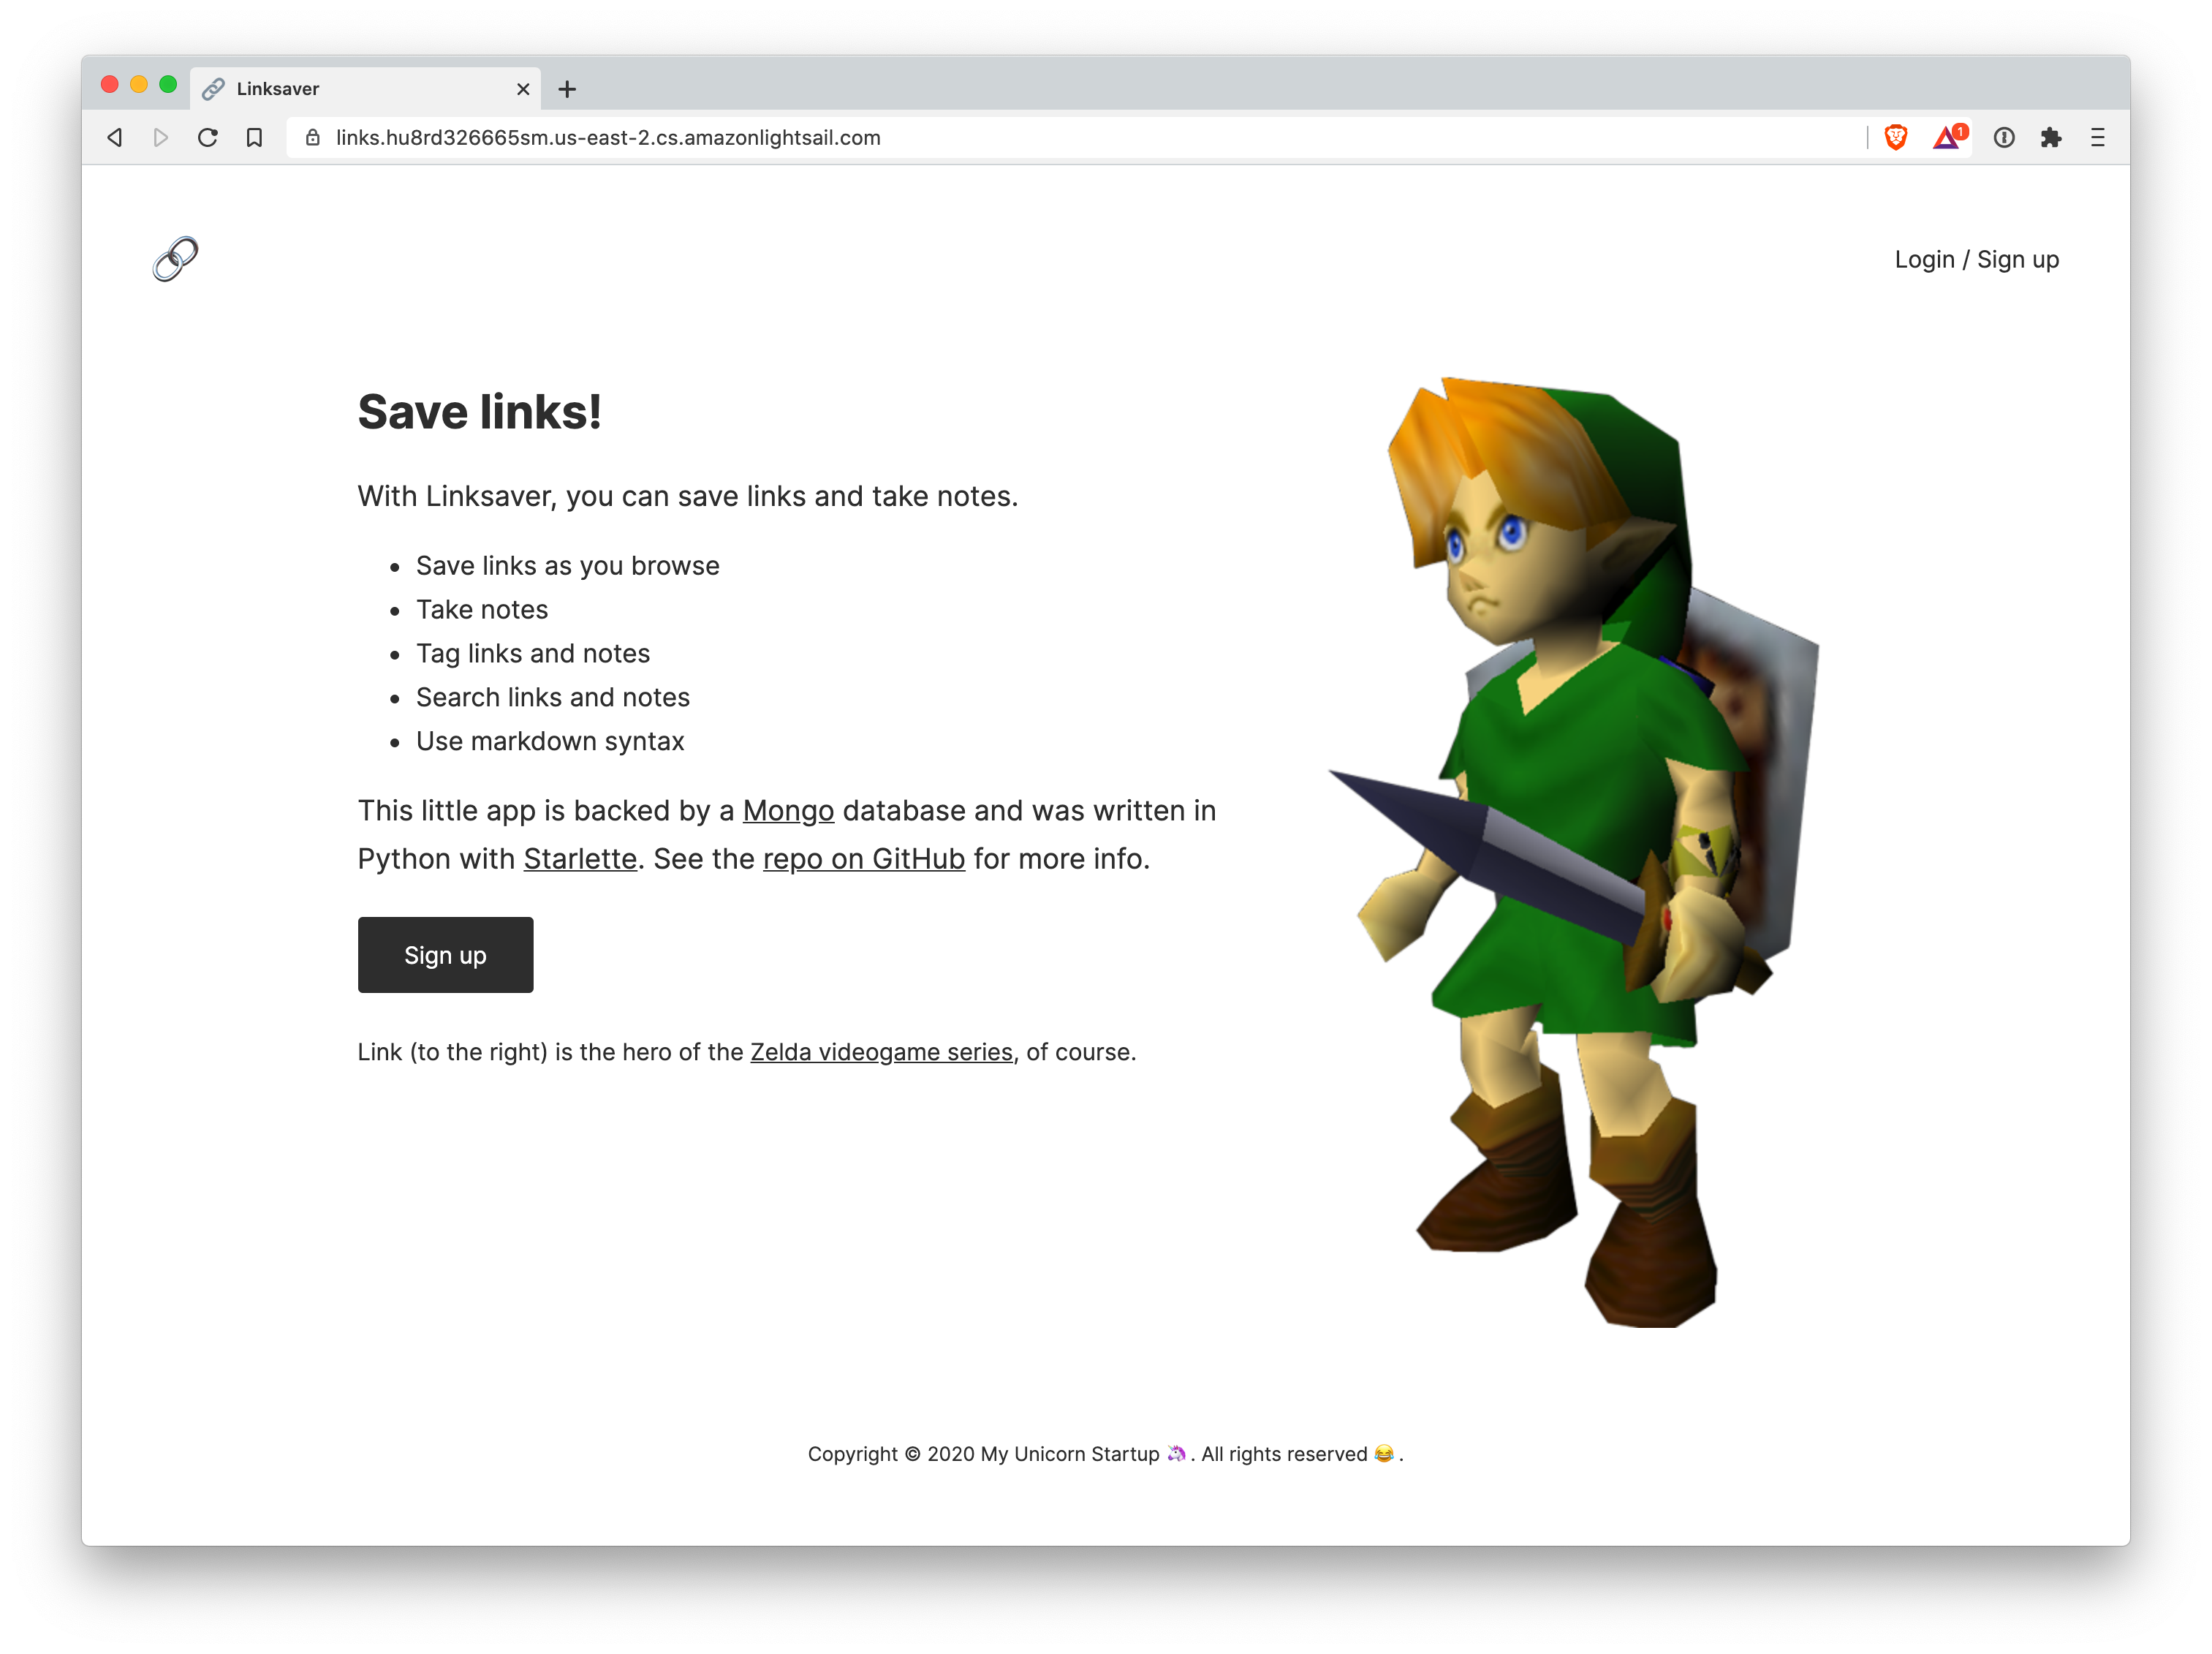 Linksaver
links.hu8rd326665sm.us-east-2.cs.amazonlightsail.com
1
Login / Sign up
Save links!
With Linksaver, you can save links and take notes.
• Save links as you browse
• Take notes
• Tag links and notes
• Search links and notes
• Use markdown syntax
This little app is backed by a Mongo database and was written in
Python with Starlette. See the repo on GitHub for more info.
Sign up
Link (to the right) is the hero of the Zelda videogame series, of course.
Copyright © 2020 My Unicorn Startup 🦄. All rights reserved 😂.